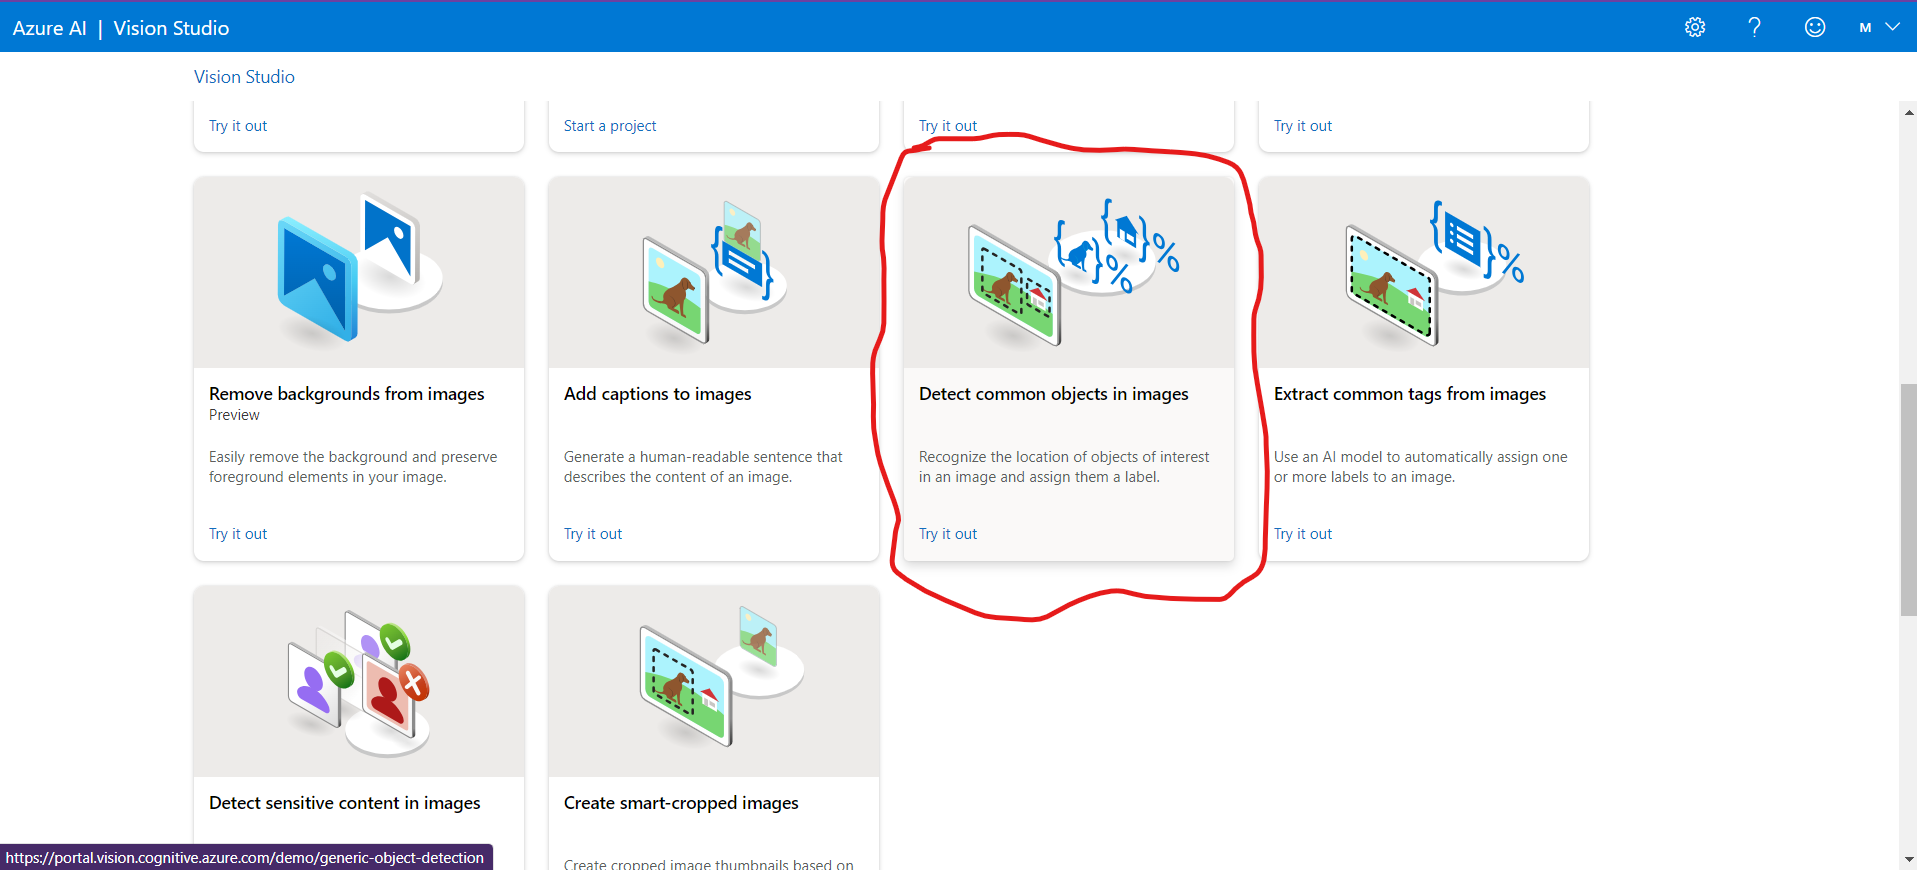 Azure AI | Vision Studio
M
Vision Studio
Try it out
Start a project
Try it out
Try it out
Remove backgrounds from images
Preview
Easily remove the background and preserve
foreground elements in your image.
Try it out
Add captions to images
Generate a human-readable sentence that
describes the content of an image.
Try it out
Detect common objects in images
Recognize the location of objects of interest
in an image and assign them a label.
Try it out
Extract common tags from images
Use an AI model to automatically assign one
or more labels to an image.
Try it out
Detect sensitive content in images
Create smart-cropped images
Create cropped image thumbnails based on
https://portal.vision.cognitive.azure.com/demo/generic-object-detection